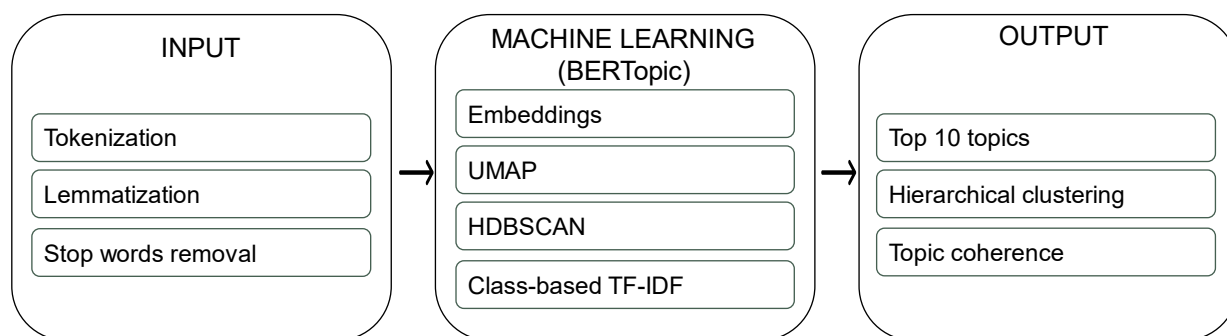 INPUT
Tokenization
Lemmatization
Stop words removal
MACHINE LEARNING
(BERTopic)
Embeddings
UMAP
HDBSCAN
Class-based TF-IDF
OUTPUT
Top 10 topics
Hierarchical clustering
Topic coherence